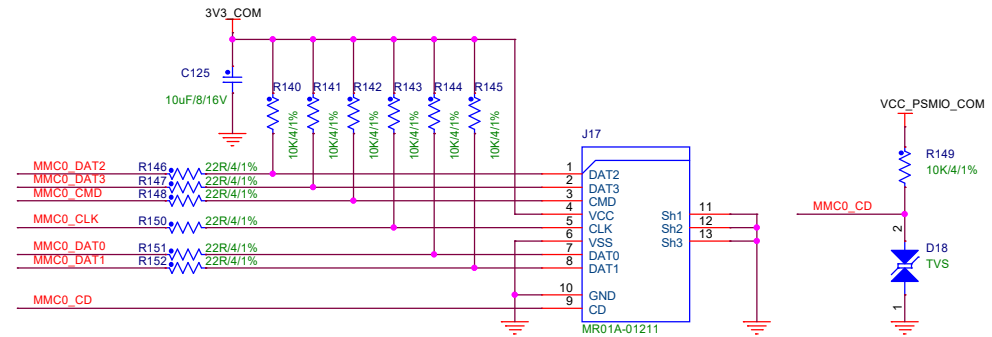 3V3_COM
C125
10uF/8/16V
R140 R141 R142 R143 R144 R145
10K/4/1% 10K/4/1% 10K/4/1% 10K/4/1% 10K/4/1% 10K/4/1%
VCC_PSMIO_COM
R149
10K/4/1%
J17
MMC0_DAT2 R146 22R/4/1% 1 DAT2
MMC0_DAT3 R147 22R/4/1% 2 DAT3
MMC0_CMD R148 22R/4/1% 3 CMD
4 VCC Sh1 11
MMC0_CLK R150 22R/4/1% 5 CLK Sh2 12
6 VSS Sh3 13
MMC0_DAT0 R151 22R/4/1% 7 DAT0
MMC0_DAT1 R152 22R/4/1% 8 DAT1
10 GND
MMC0_CD 9 CD
MR01A-01211
MMC0_CD
2
D18
TVS
1